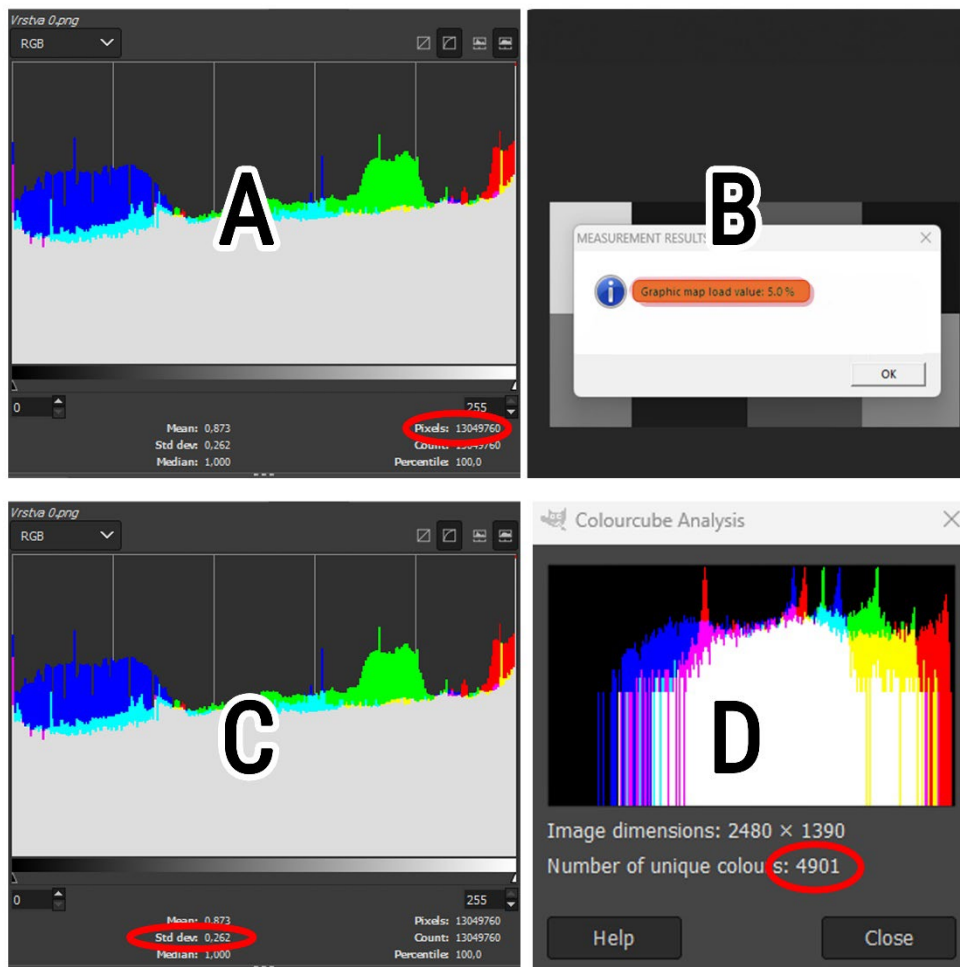 Vrstva 0.png
RGB
A
0
255
Mean: 0,873
Pixels: 13049760
Std dev: 0,262
Count: 13049760
Median: 1,000
Percentile: 100,0
B
MEASUREMENT RESULTS
Graphic map load value: 5.0 %
OK
Vrstva 0.png
RGB
C
0
255
Mean: 0,873
Pixels: 13049760
Std dev: 0,262
Count: 13049760
Median: 1,000
Percentile: 100,0
Colourcube Analysis
D
Image dimensions: 2480 × 1390
Number of unique colours: 4901
Help
Close